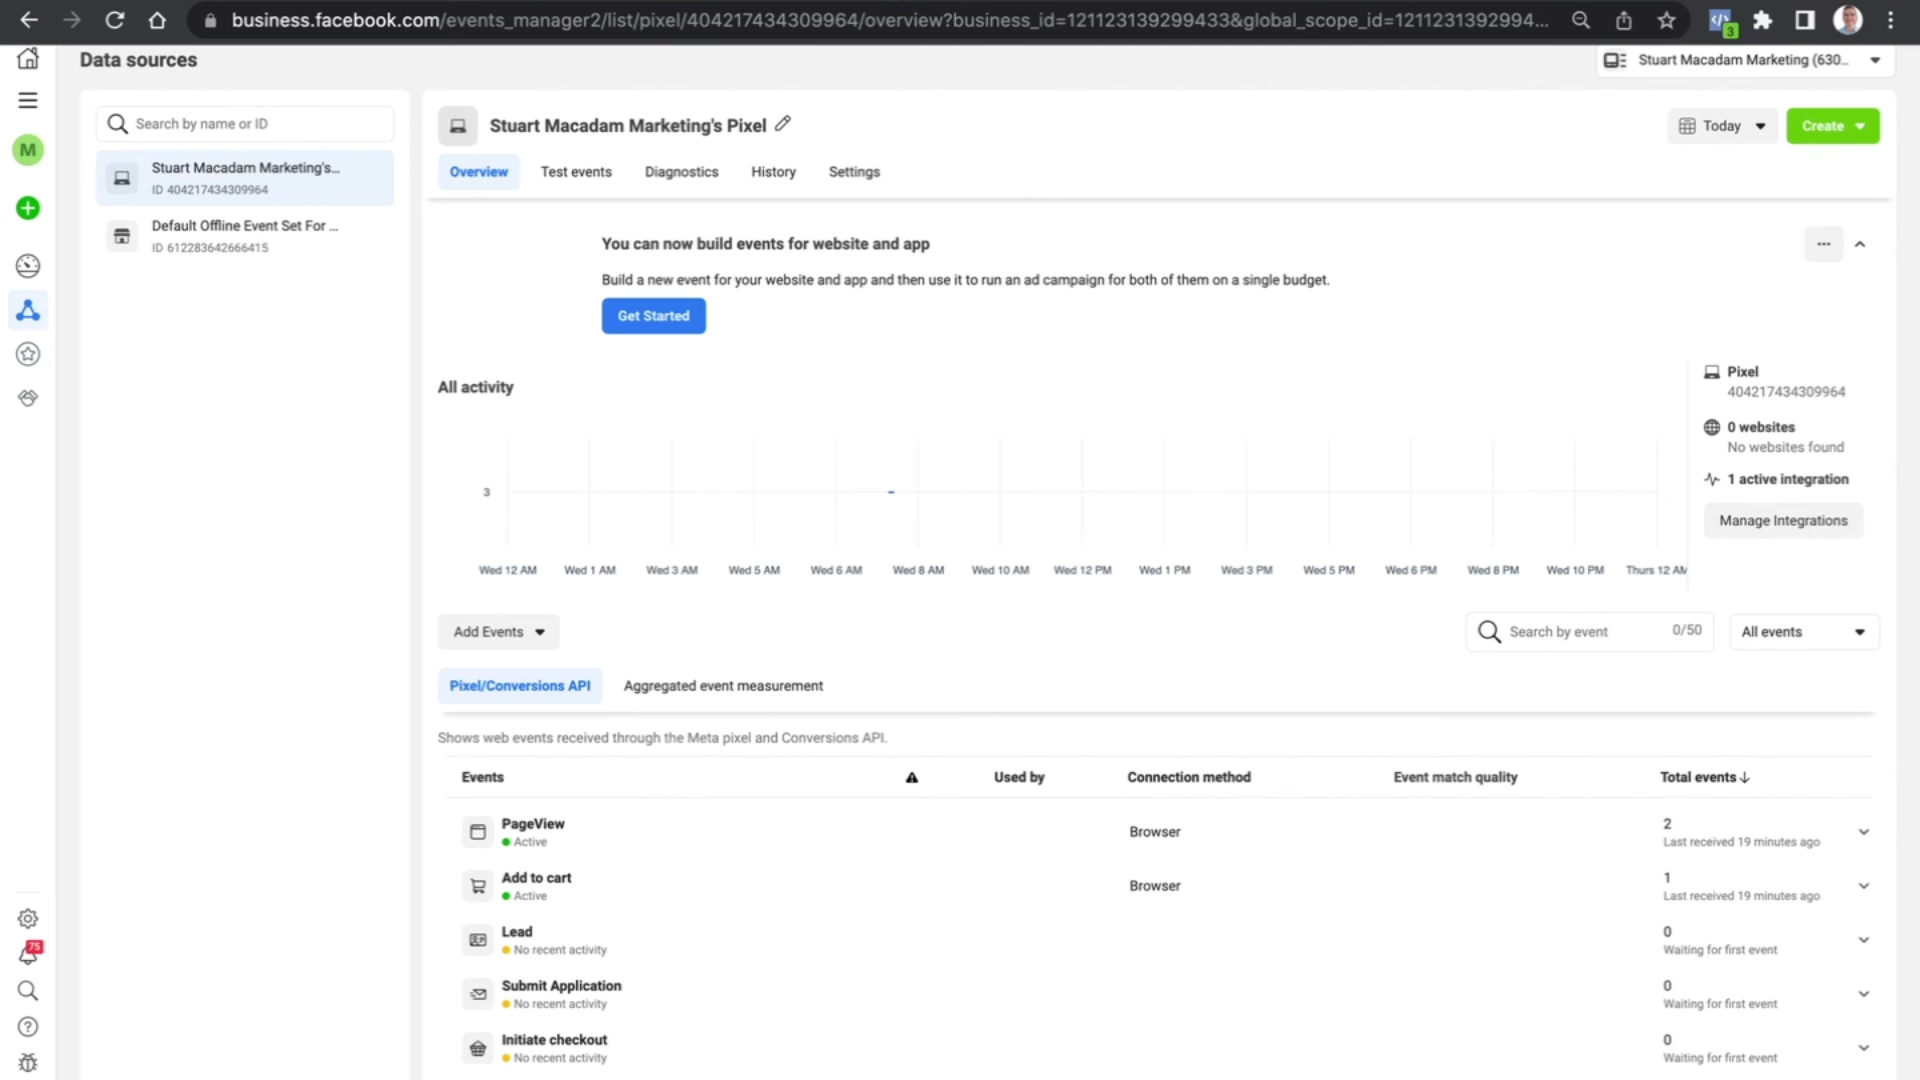 business.facebook.com/events_manager2/list/pixel/404217434309964/overview?business_id=121123139299433&global_scope_id=12112313929994...
3
Data sources
Stuart Macadam Marketing (630...
M
Search by name or ID
Stuart Macadam Marketing's...
ID 404217434309964
Default Offline Event Set For ...
ID 612283642666415
Stuart Macadam Marketing's Pixel
Today
Create
Overview
Test events
Diagnostics
History
Settings
You can now build events for website and app
Build a new event for your website and app and then use it to run an ad campaign for both of them on a single budget.
Get Started
All activity
3
Wed 12 AM
Wed 1 AM
Wed 3 AM
Wed 5 AM
Wed 6 AM
Wed 8 AM
Wed 10 AM
Wed 12 PM
Wed 1 PM
Wed 3 PM
Wed 5 PM
Wed 6 PM
Wed 8 PM
Wed 10 PM
Thurs 12 AM
Pixel
404217434309964
0 websites
No websites found
1 active integration
Manage Integrations
Add Events
Search by event
0/50
All events
Pixel/Conversions API
Aggregated event measurement
Shows web events received through the Meta pixel and Conversions API.
Events
Used by
Connection method
Event match quality
Total events
PageView
Active
Browser
2
Last received 19 minutes ago
Add to cart
Active
Browser
1
Last received 19 minutes ago
Lead
No recent activity
0
Waiting for first event
Submit Application
No recent activity
0
Waiting for first event
Initiate checkout
No recent activity
0
Waiting for first event
75